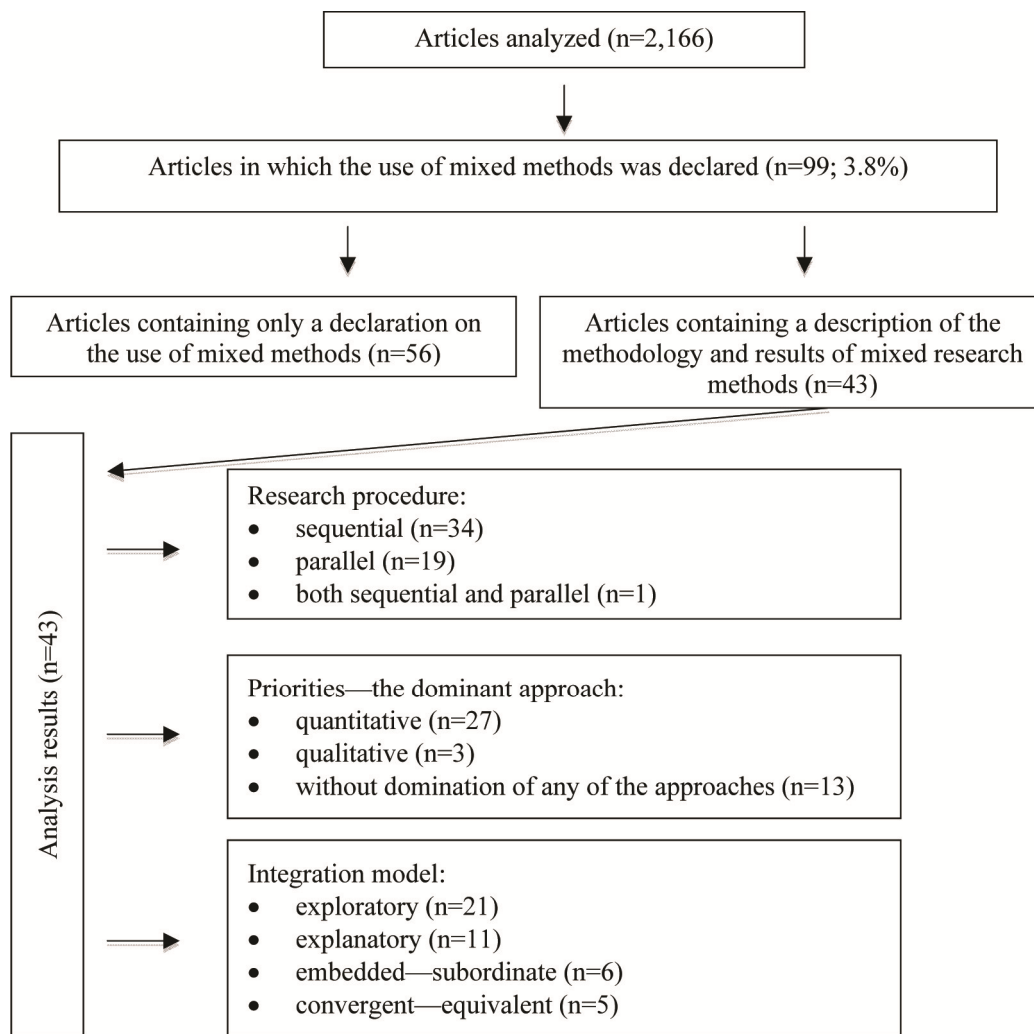 Articles analyzed (n=2,166)
Articles in which the use of mixed methods was declared (n=99; 3.8%)
Articles containing only a declaration on
the use of mixed methods (n=56)
Articles containing a description of the
methodology and results of mixed research
methods (n=43)
Analysis results (n=43)
Research procedure:
• sequential (n=34)
• parallel (n=19)
• both sequential and parallel (n=1)
Priorities—the dominant approach:
• quantitative (n=27)
• qualitative (n=3)
• without domination of any of the approaches (n=13)
Integration model:
• exploratory (n=21)
• explanatory (n=11)
• embedded—subordinate (n=6)
• convergent—equivalent (n=5)